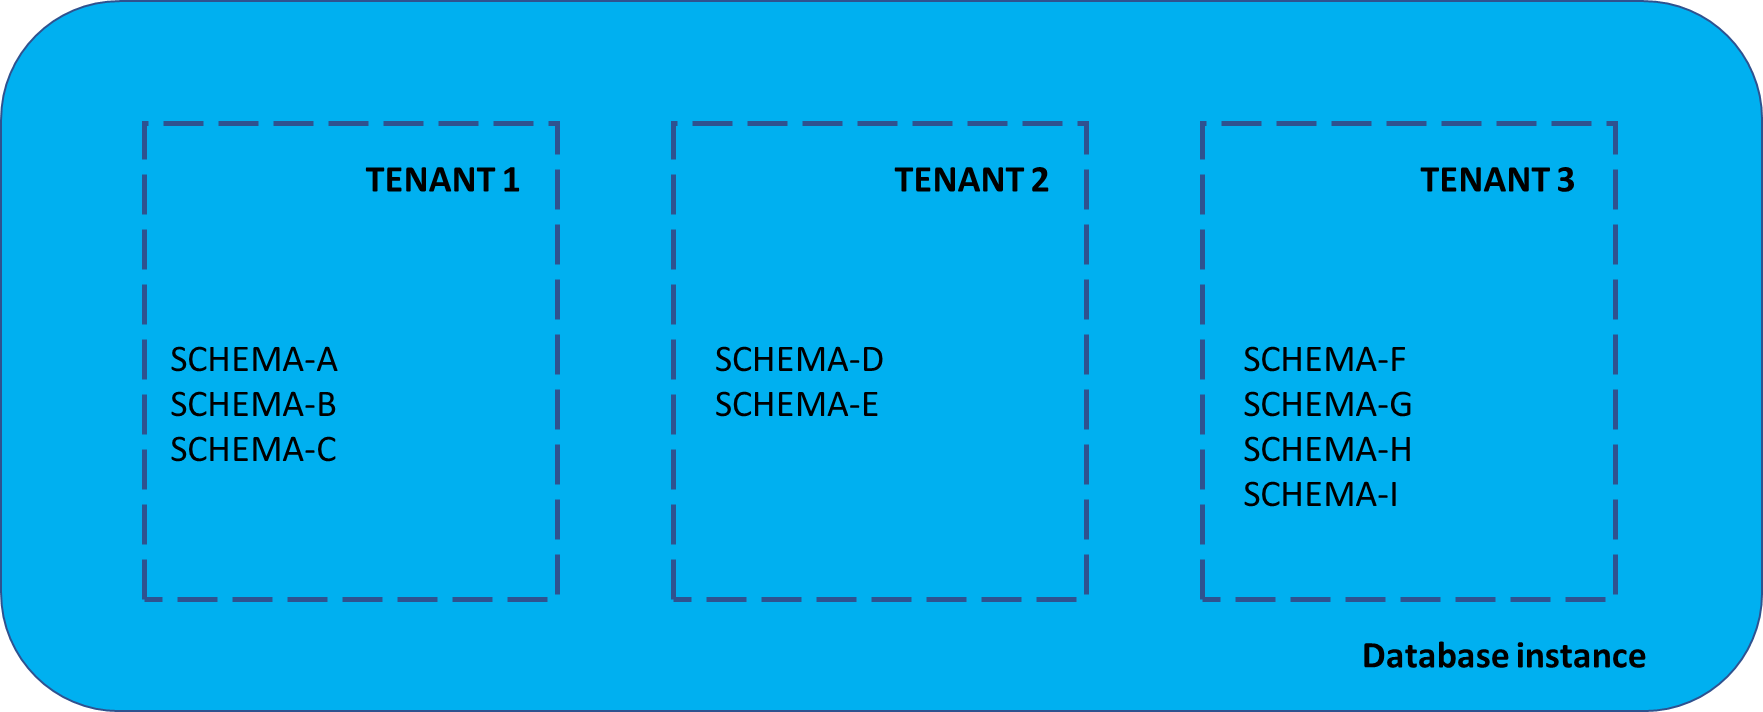 TENANT 1
SCHEMA-A
SCHEMA-B
SCHEMA-C
TENANT 2
SCHEMA-D
SCHEMA-E
TENANT 3
SCHEMA-F
SCHEMA-G
SCHEMA-H
SCHEMA-I
Database instance